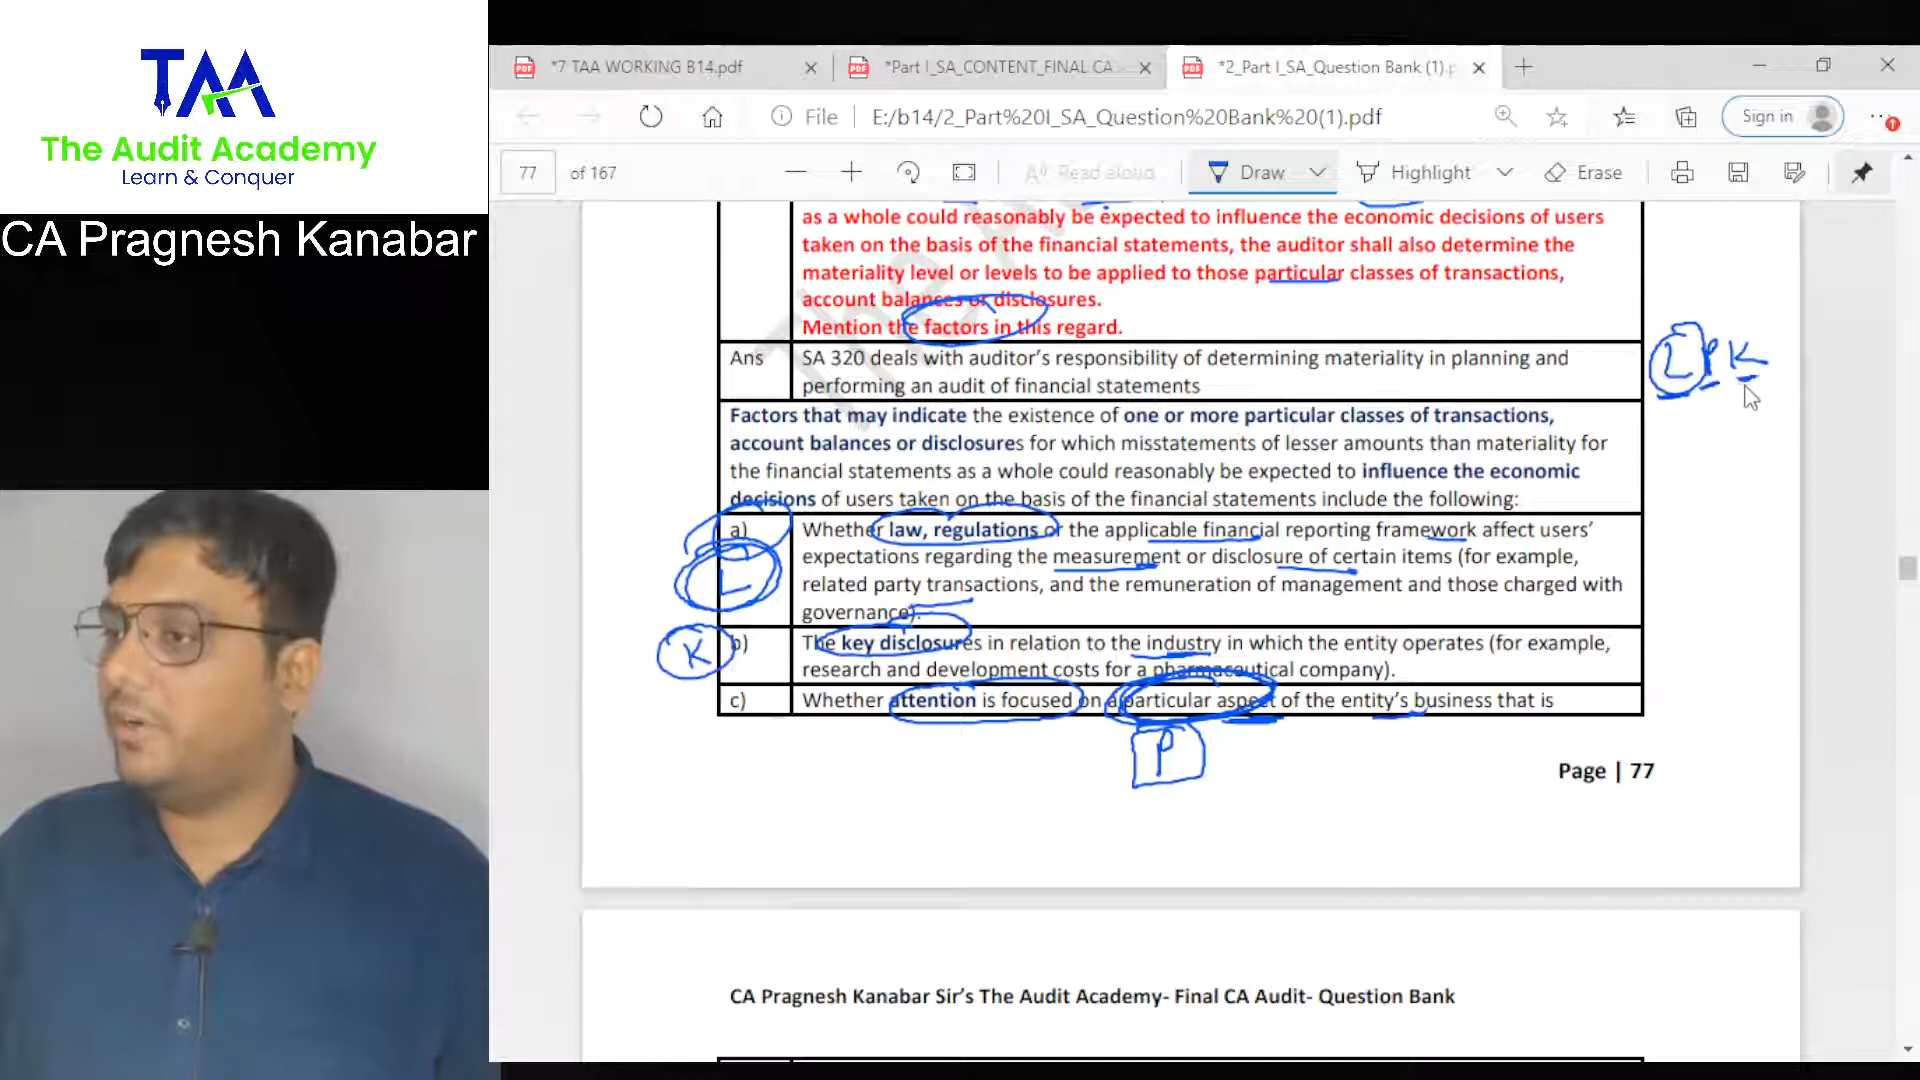 TAA
The Audit Academy
Learn & Conquer
CA Pragnesh Kanabar
*7 TAA WORKING B14.pdf
*Part I_SA_CONTENT_FINAL CA
*2_Part I_SA_Question Bank (1).p
File
E:/b14/2_Part%20I_SA_Question%20Bank%20(1).pdf
Sign in
77 of 167
Read aloud
Draw
Highlight
Erase
as a whole could reasonably be expected to influence the economic decisions of users
taken on the basis of the financial statements, the auditor shall also determine the
materiality level or levels to be applied to those particular classes of transactions,
account balances or disclosures.
Mention the factors in this regard.
Ans SA 320 deals with auditor's responsibility of determining materiality in planning and
performing an audit of financial statements
L P K
Factors that may indicate the existence of one or more particular classes of transactions,
account balances or disclosures for which misstatements of lesser amounts than materiality for
the financial statements as a whole could reasonably be expected to influence the economic
decisions of users taken on the basis of the financial statements include the following:
a) Whether law, regulations or the applicable financial reporting framework affect users'
expectations regarding the measurement or disclosure of certain items (for example,
L
related party transactions, and the remuneration of management and those charged with
governance).
K
b) The key disclosures in relation to the industry in which the entity operates (for example,
research and development costs for a pharmaceutical company).
c) Whether attention is focused on a particular aspect of the entity's business that is
P
Page | 77
CA Pragnesh Kanabar Sir's The Audit Academy- Final CA Audit- Question Bank